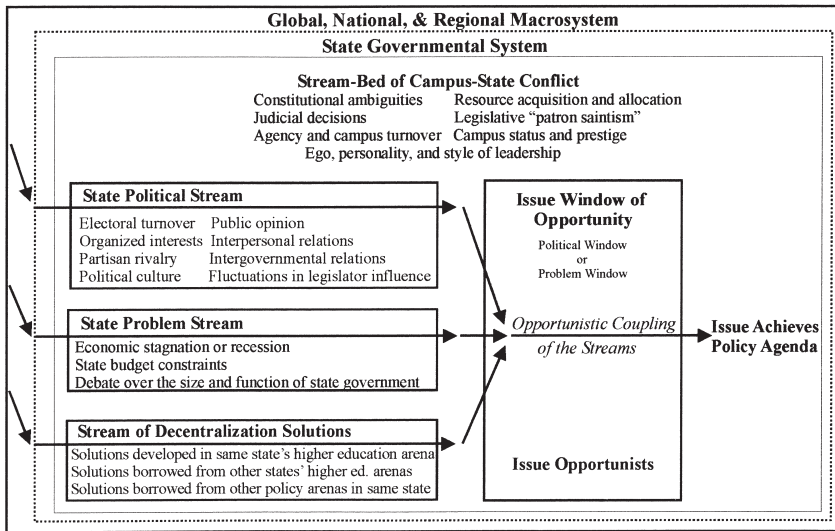 Global, National, & Regional Macrosystem
State Governmental System
Stream-Bed of Campus-State Conflict
Constitutional ambiguities Resource acquisition and allocation
Judicial decisions Legislative “patron saintism”
Agency and campus turnover Campus status and prestige
Ego, personality, and style of leadership
State Political Stream
Electoral turnover Public opinion
Organized interests Interpersonal relations
Partisan rivalry Intergovernmental relations
Political culture Fluctuations in legislator influence
State Problem Stream
Economic stagnation or recession
State budget constraints
Debate over the size and function of state government
Stream of Decentralization Solutions
Solutions developed in same state’s higher education arena
Solutions borrowed from other states’ higher ed. arenas
Solutions borrowed from other policy arenas in same state
Issue Window of
Opportunity
Political Window
or
Problem Window
Opportunistic Coupling
of the Streams
Issue Opportunists
Issue Achieves
Policy Agenda